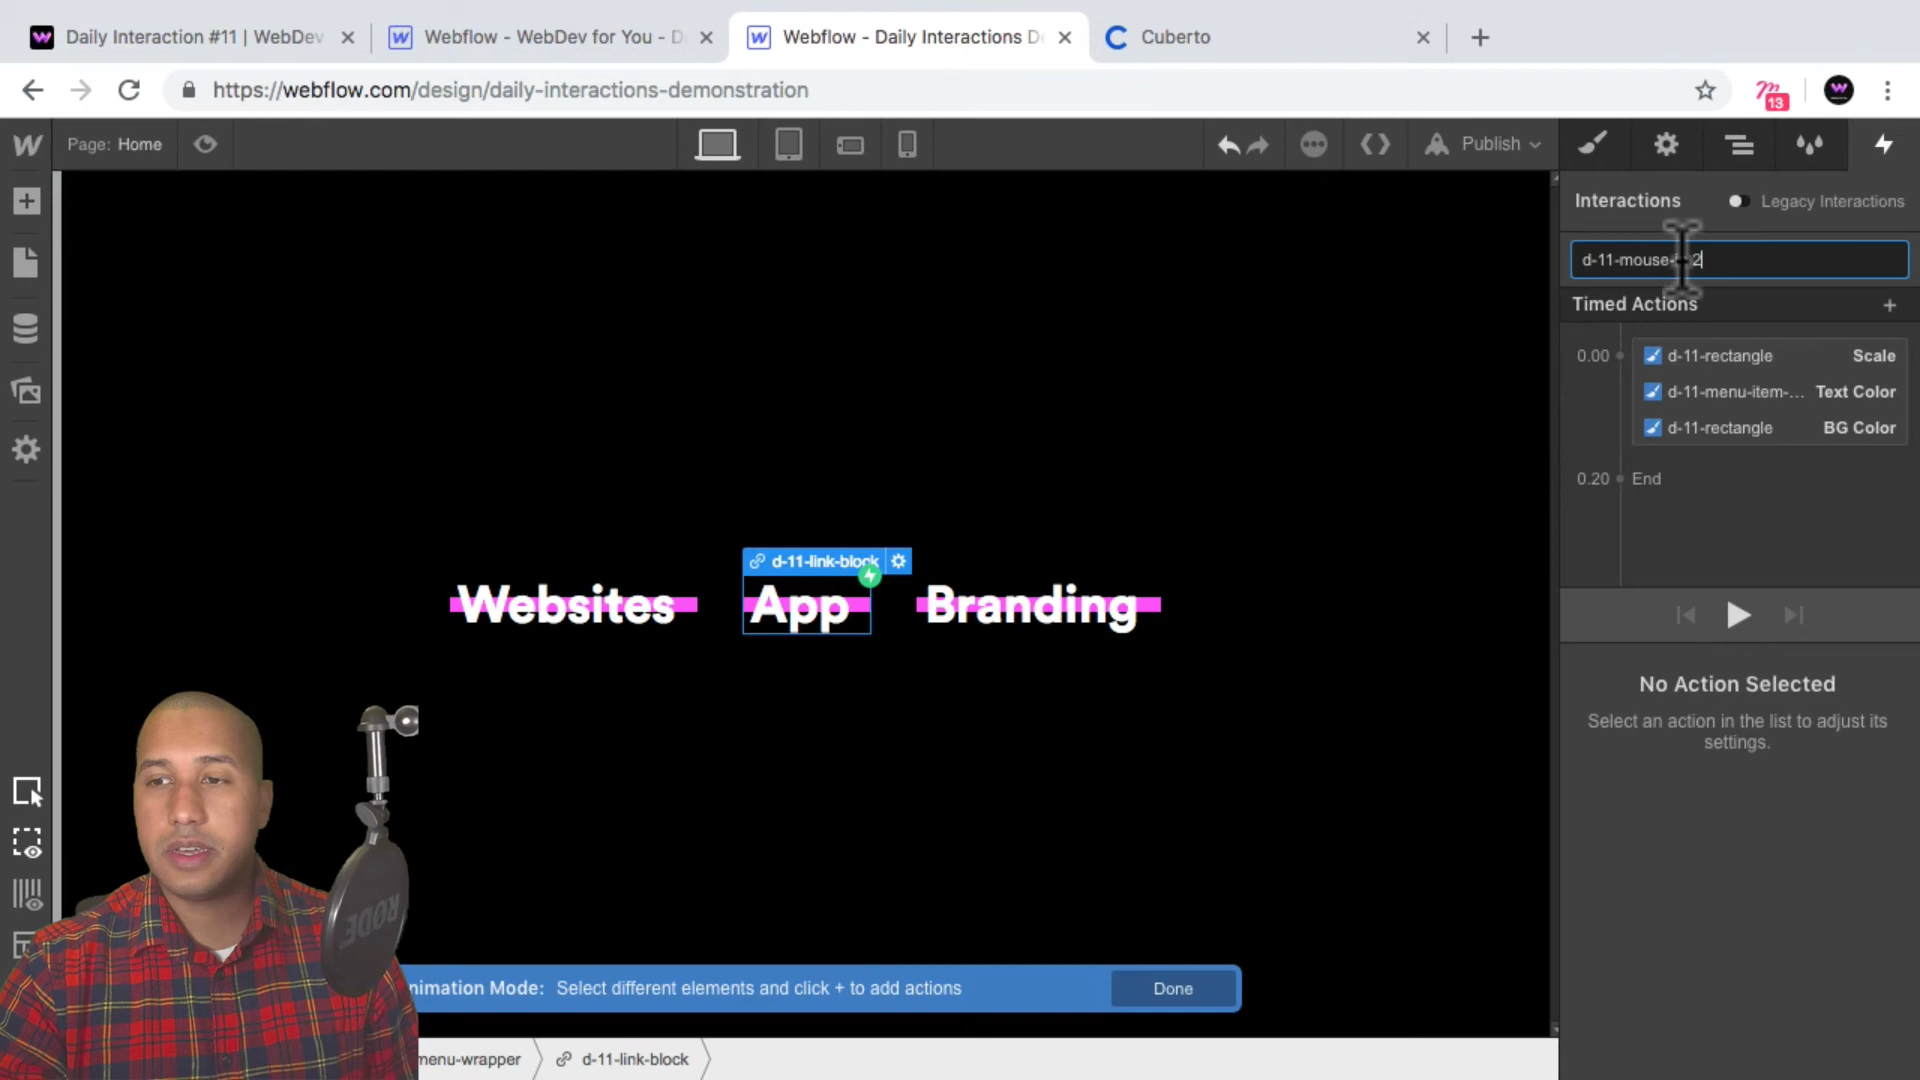 Daily Interaction #11 | WebDev
Webflow - WebDev for You - D
Webflow - Daily Interactions D
Cuberto
https://webflow.com/design/daily-interactions-demonstration
13
Page: Home
Publish
Interactions
Legacy Interactions
d-11-mouse- 2
Timed Actions
0.00
d-11-rectangle Scale
d-11-menu-item-... Text Color
d-11-rectangle BG Color
0.20 End
d-11-link-block
Websites App Branding
No Action Selected
Select an action in the list to adjust its
settings.
RODE
nimation Mode: Select different elements and click + to add actions
Done
menu-wrapper
d-11-link-block